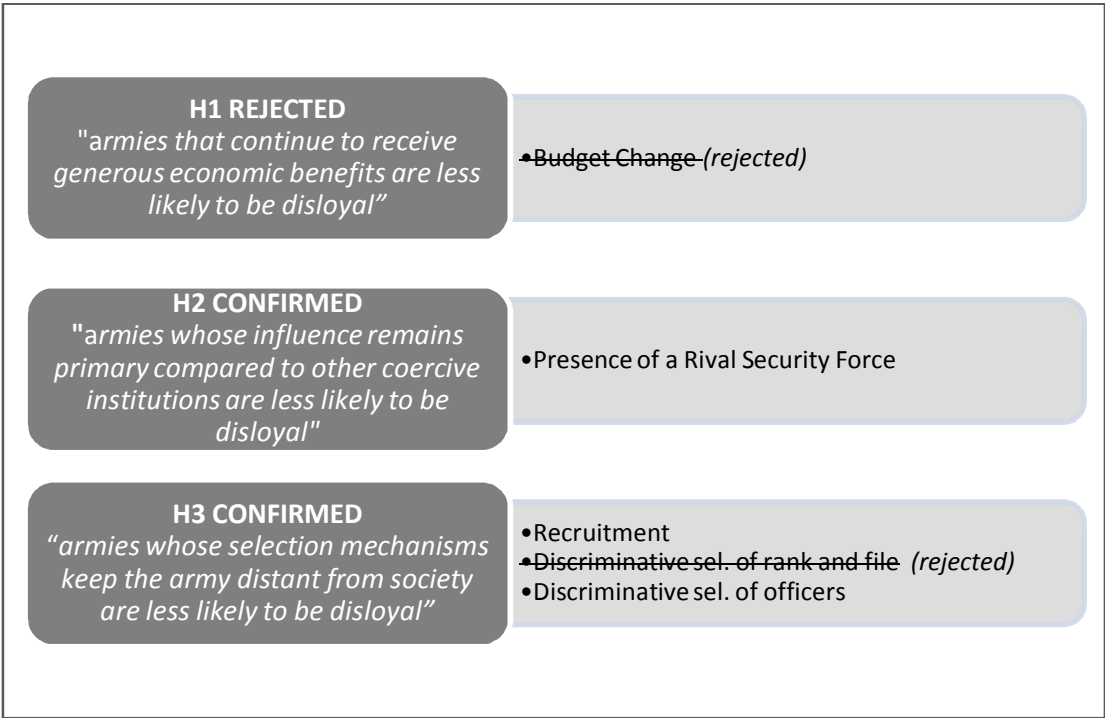 H1 REJECTED
"armies that continue to receive
generous economic benefits are less
likely to be disloyal”
•Budget Change (rejected)
H2 CONFIRMED
"armies whose influence remains
primary compared to other coercive
institutions are less likely to be
disloyal"
•Presence of a Rival Security Force
H3 CONFIRMED
“armies whose selection mechanisms
keep the army distant from society
are less likely to be disloyal”
•Recruitment
•Discriminative sel. of rank and file (rejected)
•Discriminative sel. of officers